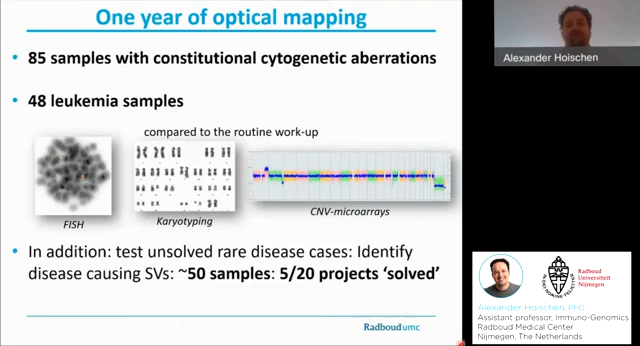 One year of optical mapping
• 85 samples with constitutional cytogenetic aberrations
• 48 leukemia samples
compared to the routine work-up
FISH
Karyotyping
CNV-microarrays
• In addition: test unsolved rare disease cases: Identify
disease causing SVs: ~50 samples: 5/20 projects ‘solved’
Radboudumc
Alexander Hoischen
Radboud
Universiteit
Nijmegen
Alexander Hoischen, PhD
Assistant professor, Immuno-Genomics
Radboud Medical Center
Nijmegen, The Netherlands